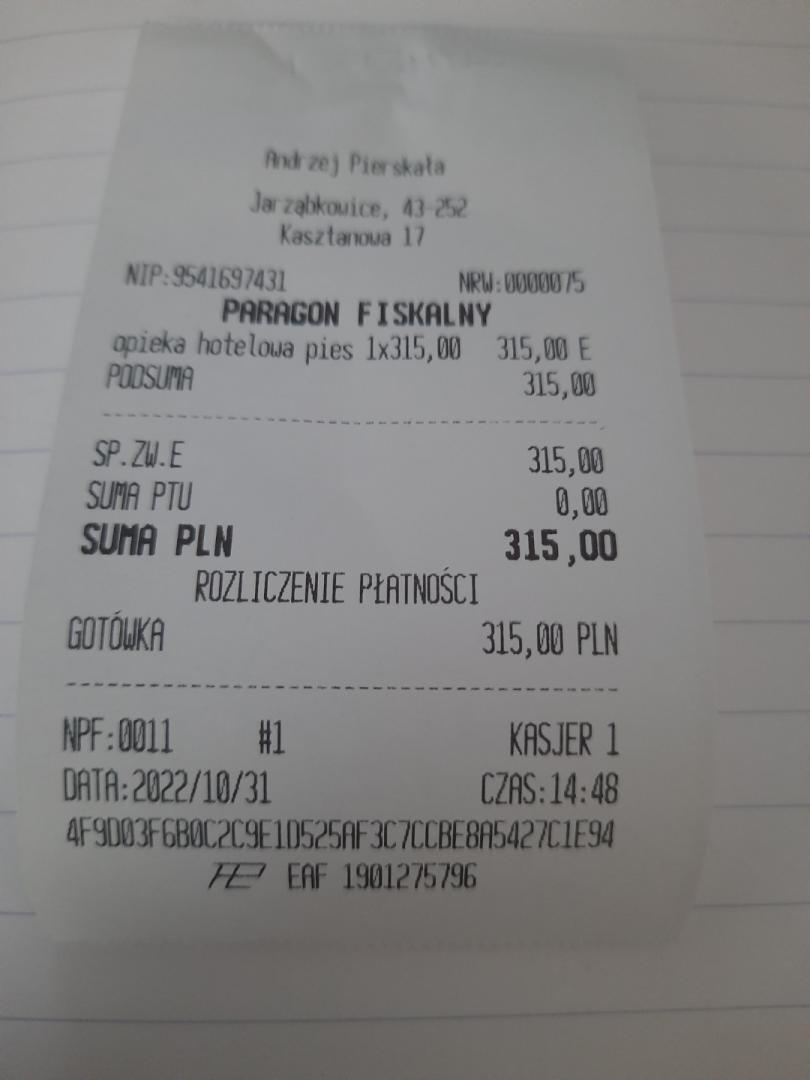 Andrzej Pierskała
Jarząbkowice, 43-252
Kasztanowa 17
NIP:9541697431 NRW:0000075
PARAGON FISKALNY
opieka hotelowa pies 1x315,00 315,00 E
PODSUMA 315,00
SP.ZW.E 315,00
SUMA PTU 0,00
SUMA PLN 315,00
ROZLICZENIE PŁATNOŚCI
GOTÓWKA 315,00 PLN
NPF:0011 #1 KASJER 1
DATA:2022/10/31 CZAS:14:48
4F9D03F6B0C2C9E1D525AF3C7CCBE8A5427C1E94
EAF 1901275796